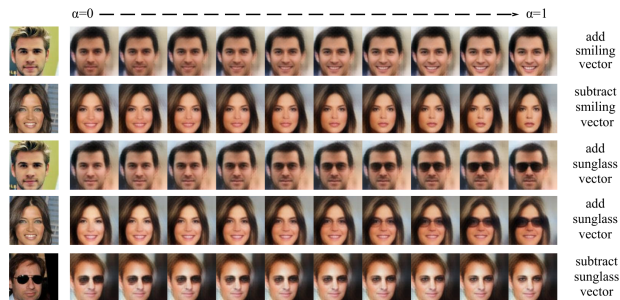 α=0
α=1
add
smiling
vector
subtract
smiling
vector
add
sunglass
vector
add
sunglass
vector
subtract
sunglass
vector